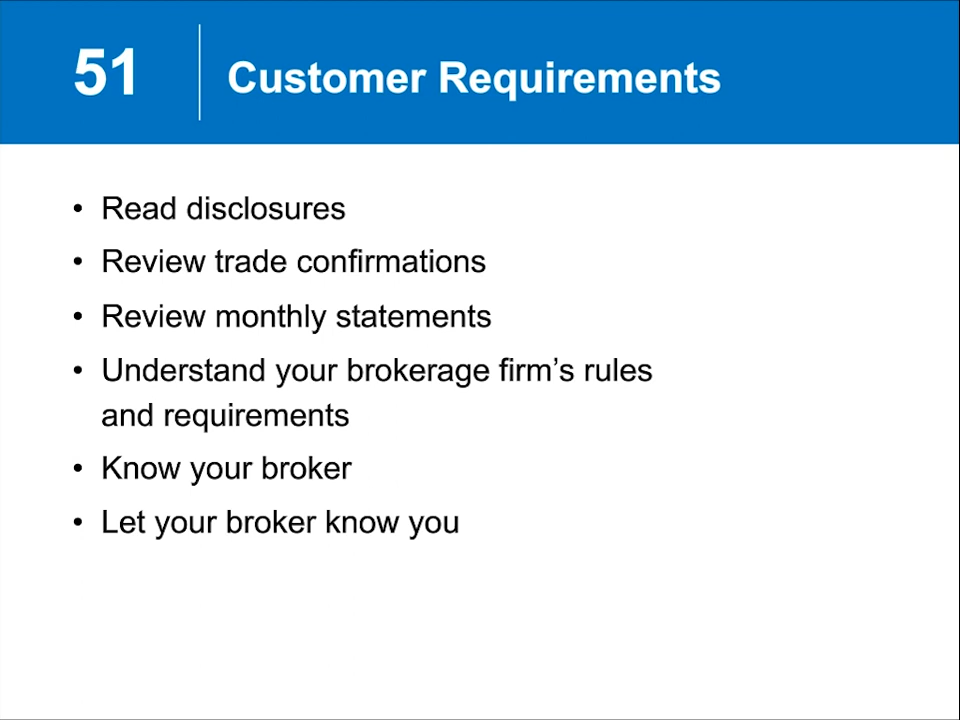 51
Customer Requirements
• Read disclosures
• Review trade confirmations
• Review monthly statements
• Understand your brokerage firm’s rules
and requirements
• Know your broker
• Let your broker know you